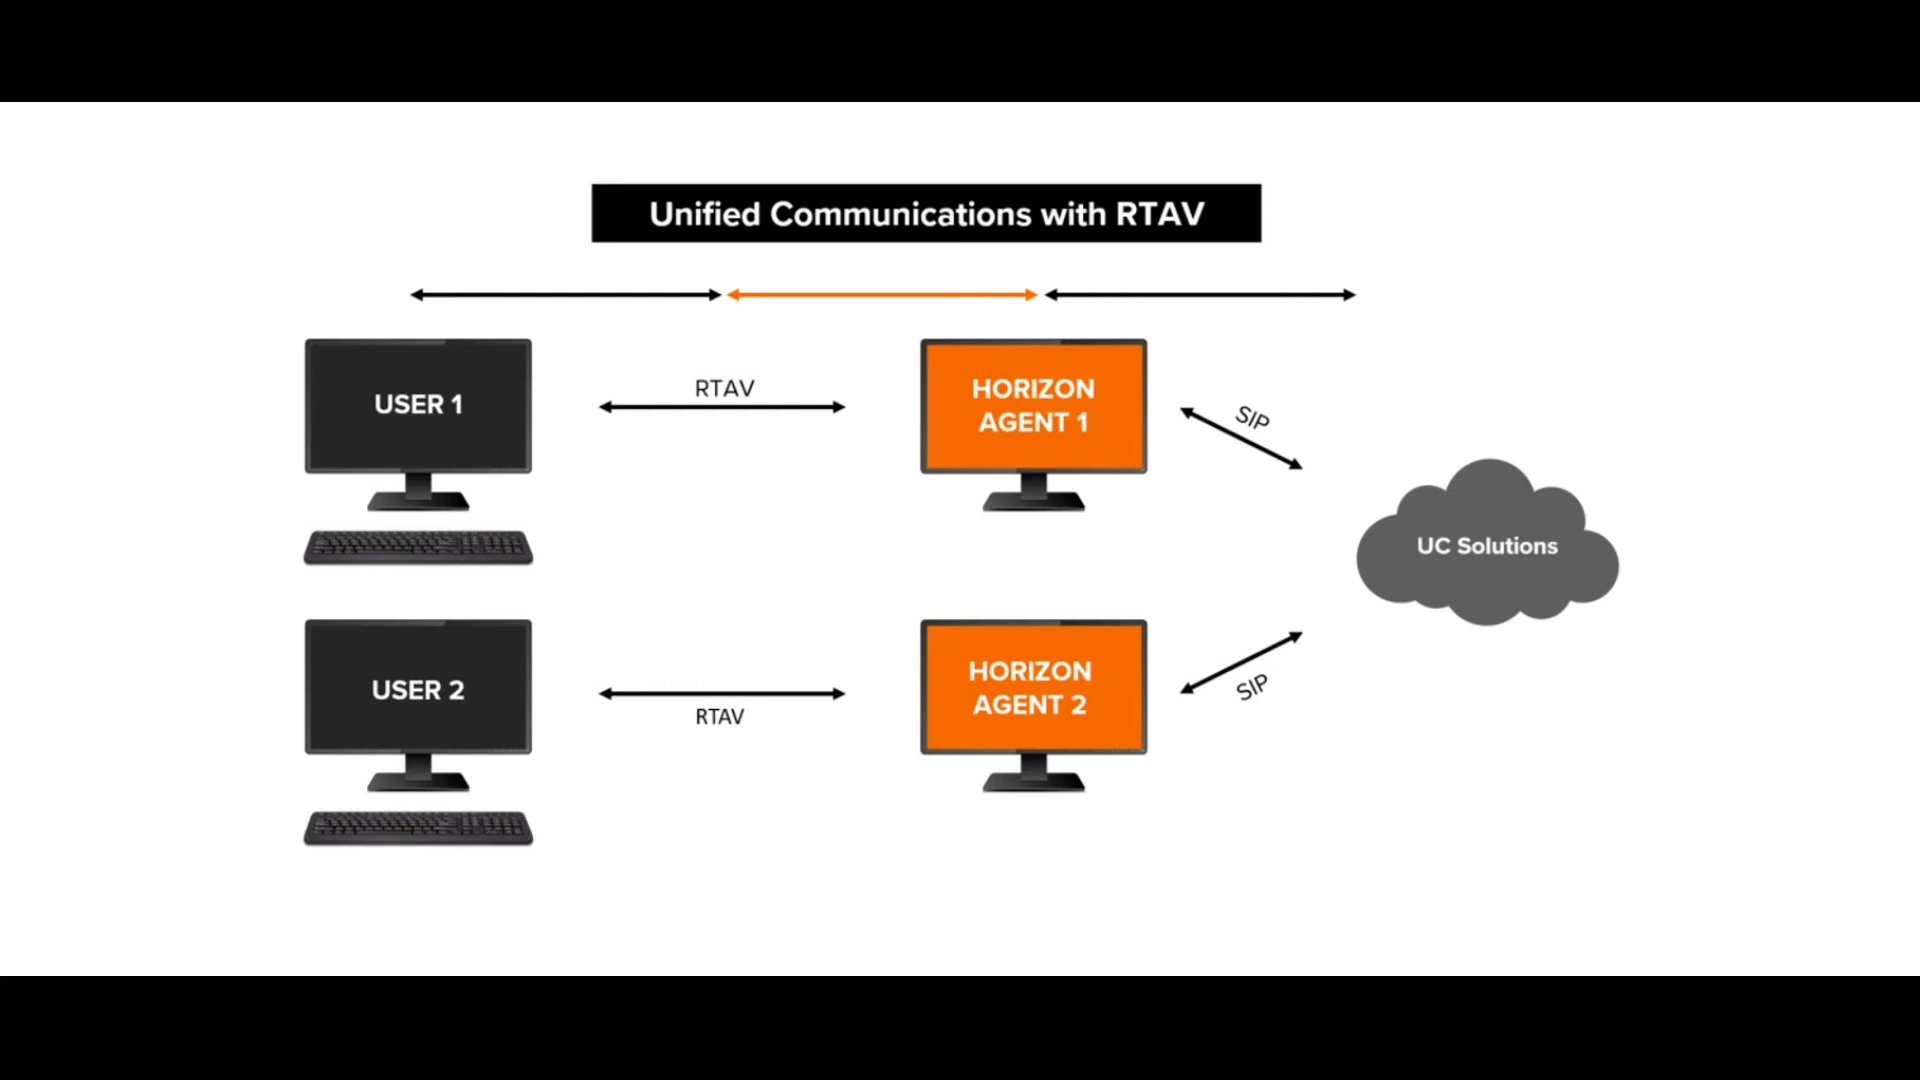 Unified Communications with RTAV
USER 1
RTAV
HORIZON
AGENT 1
SIP
UC Solutions
USER 2
RTAV
HORIZON
AGENT 2
SIP